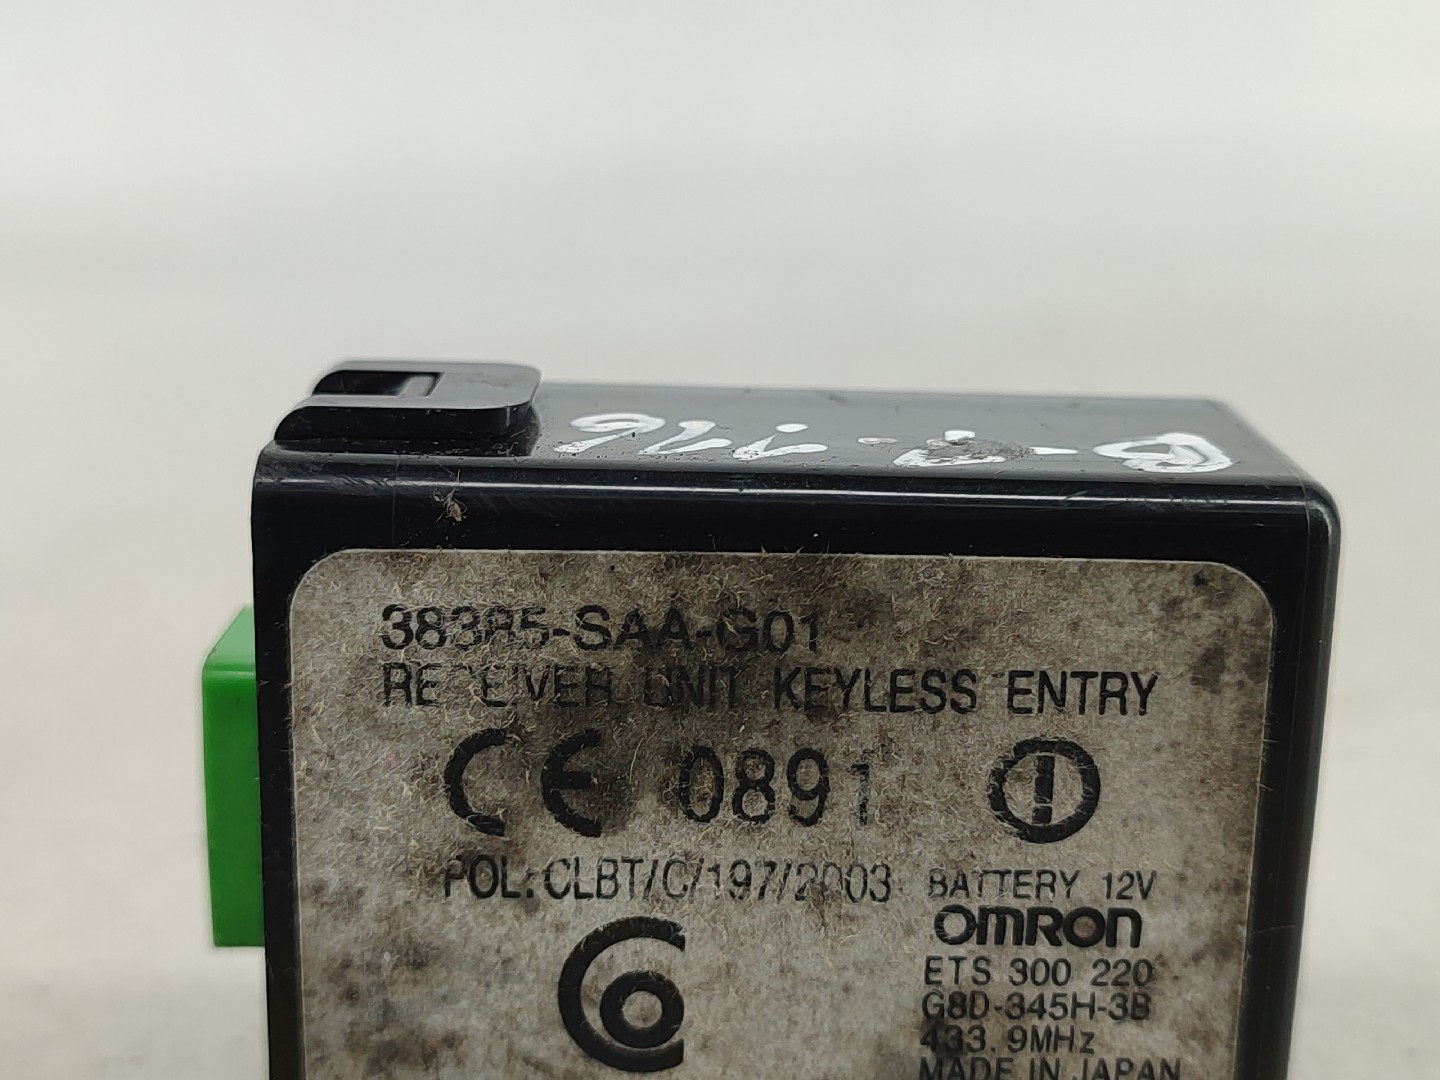 38385-SAA-G01
RECEIVER UNIT KEYLESS ENTRY
CE 0891
POL: CLBT/C/197/2003
BATTERY 12V
OMRON
ETS 300 220
G8D-345H-3B
433.9MHz
MADE IN JAPAN